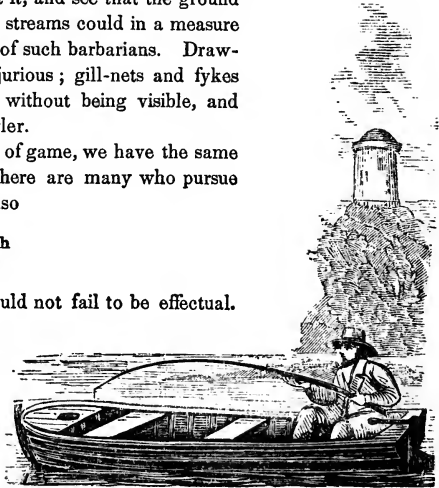 it, and see that the ground
streams could in a measure
of such barbarians. Draw-
jurious; gill-nets and fykes
without being visible, and
ler.
of game, we have the same
here are many who pursue
so
h
uld not fail to be effectual.